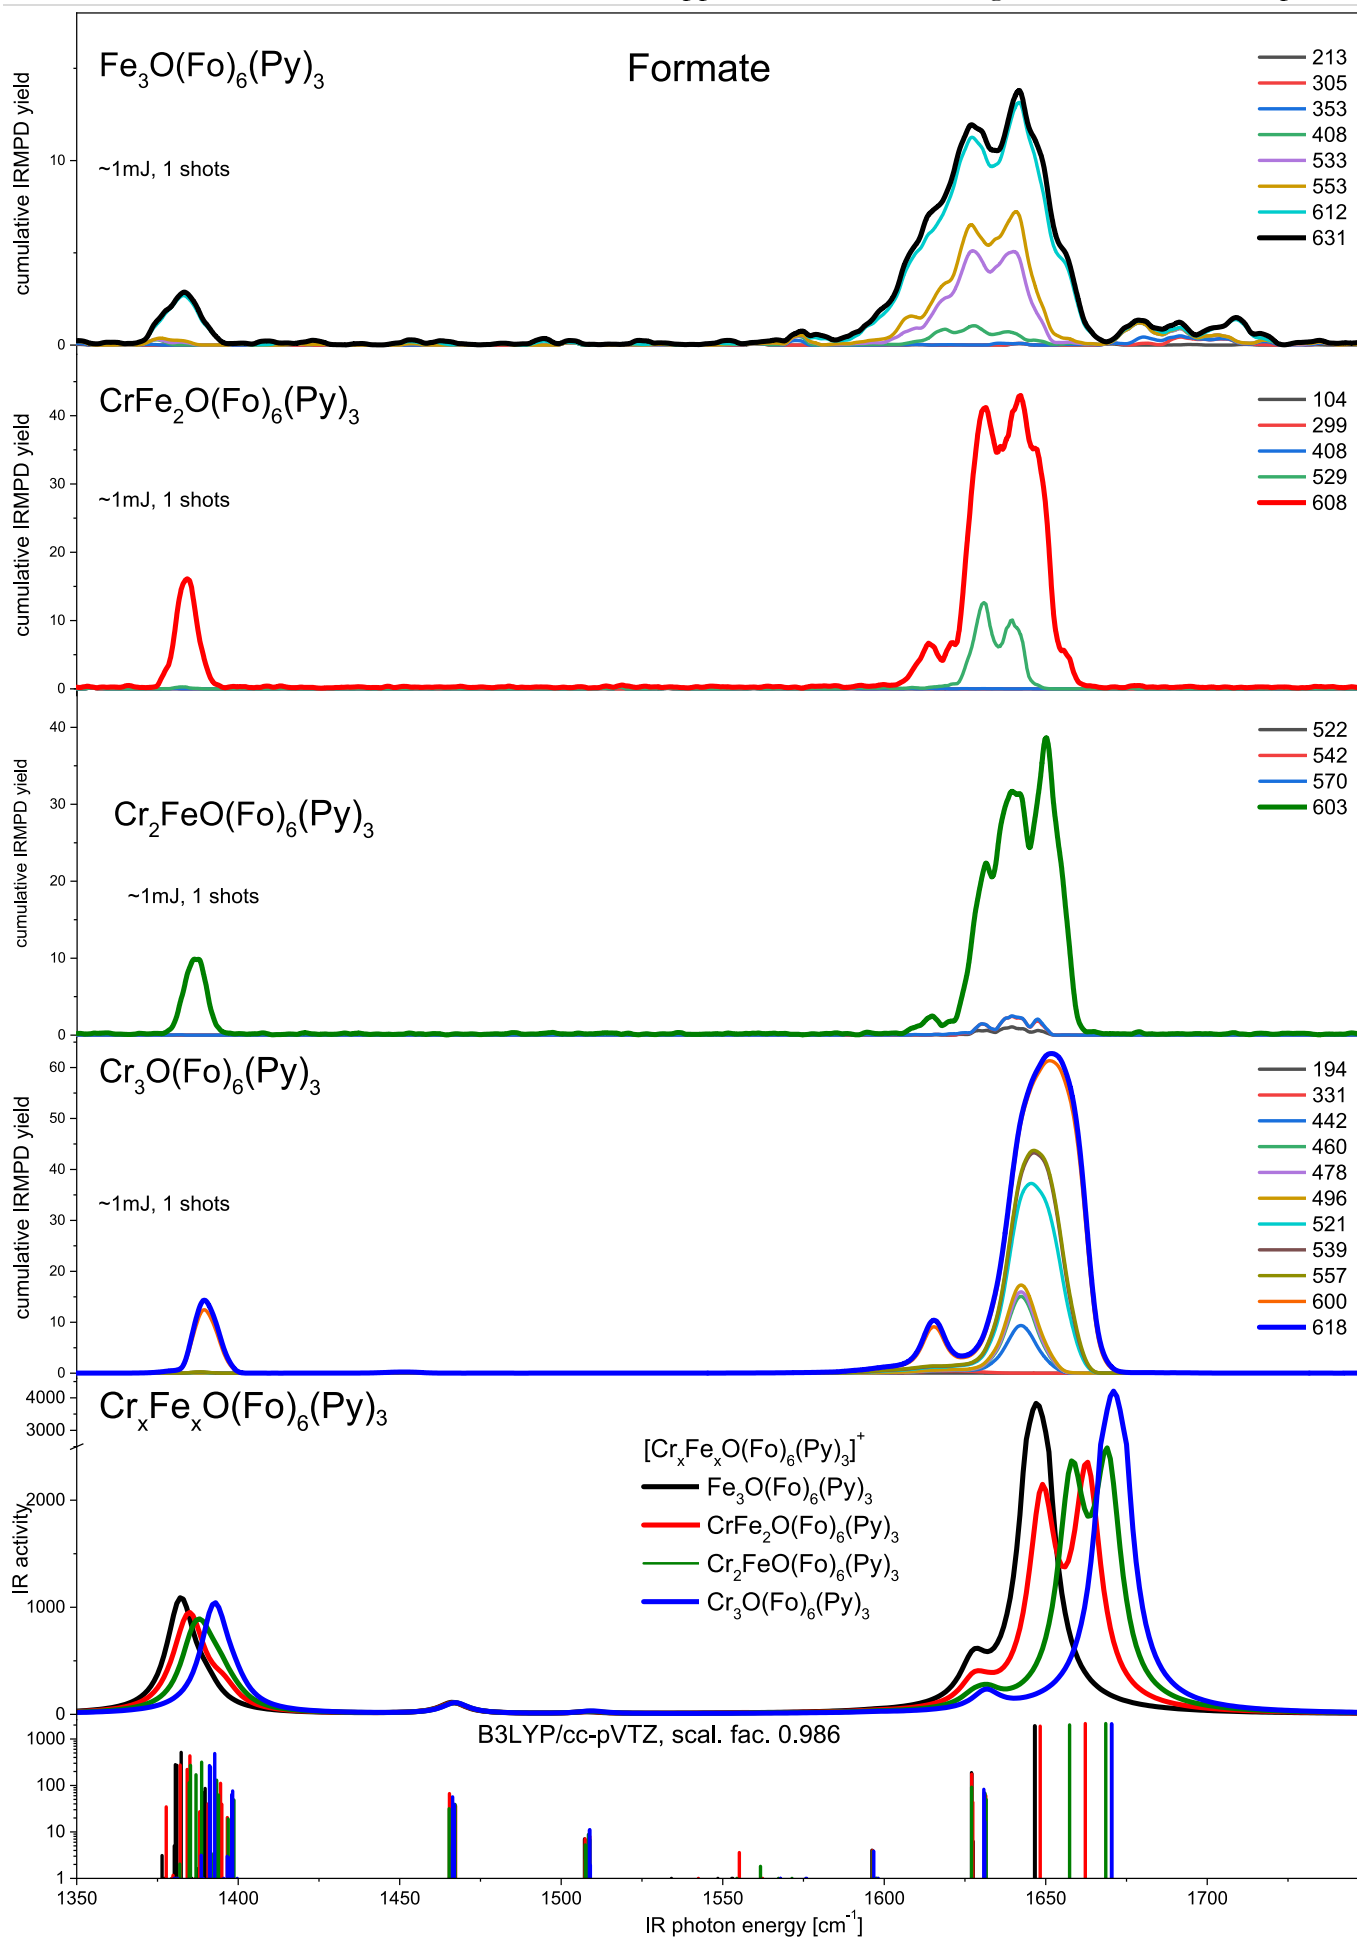 Fe3O(Fo)6(Py)3
Formate
~1mJ, 1 shots
cumulative IRMPD yield
10
0
213
305
353
408
533
553
612
631
CrFe2O(Fo)6(Py)3
~1mJ, 1 shots
cumulative IRMPD yield
40
30
20
10
0
104
299
408
529
608
Cr2FeO(Fo)6(Py)3
~1mJ, 1 shots
cumulative IRMPD yield
40
30
20
10
0
522
542
570
603
Cr3O(Fo)6(Py)3
~1mJ, 1 shots
cumulative IRMPD yield
60
50
40
30
20
10
0
194
331
442
460
478
496
521
539
557
600
618
CrxFexO(Fo)6(Py)3
IR activity
4000
3000
2000
1000
0
[CrxFexO(Fo)6(Py)3]+
Fe3O(Fo)6(Py)3
CrFe2O(Fo)6(Py)3
Cr2FeO(Fo)6(Py)3
Cr3O(Fo)6(Py)3
B3LYP/cc-pVTZ, scal. fac. 0.986
1000
100
10
1
1350 1400 1450 1500 1550 1600 1650 1700
IR photon energy [cm-1]